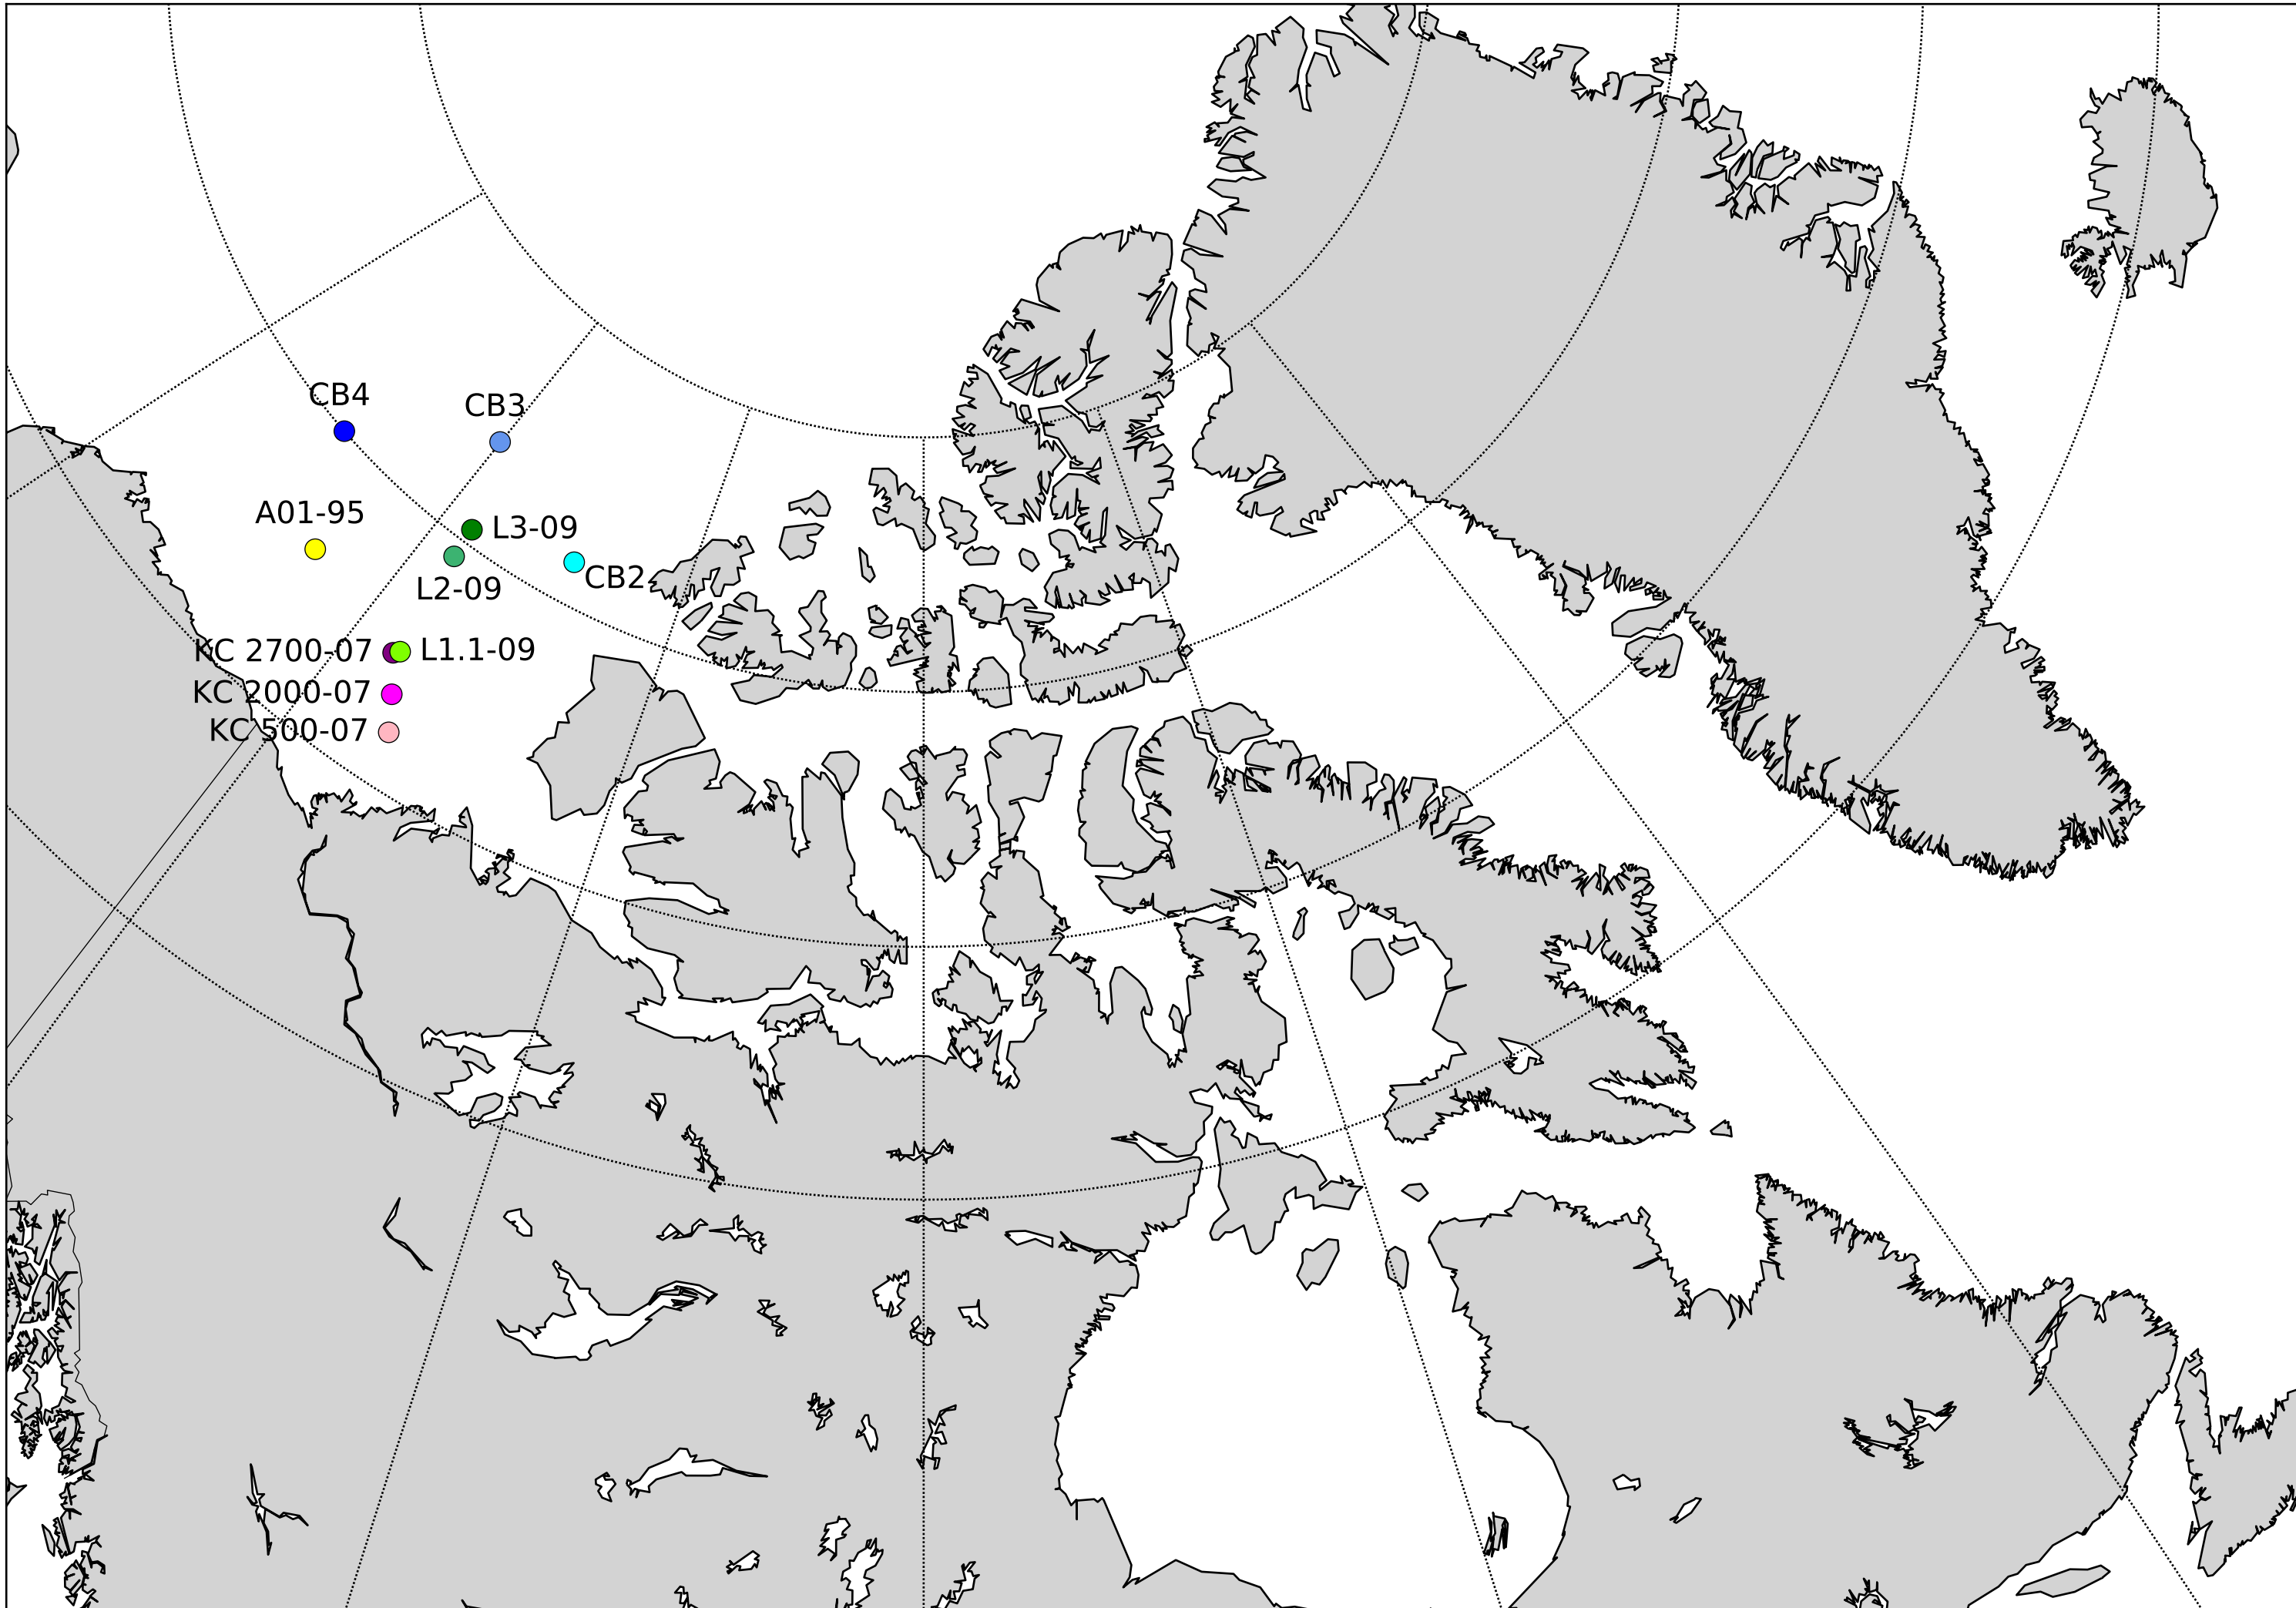 CB4
CB3
A01-95
L3-09
CB2
L2-09
KC 2700-07
L1.1-09
KC 2000-07
KC 500-07